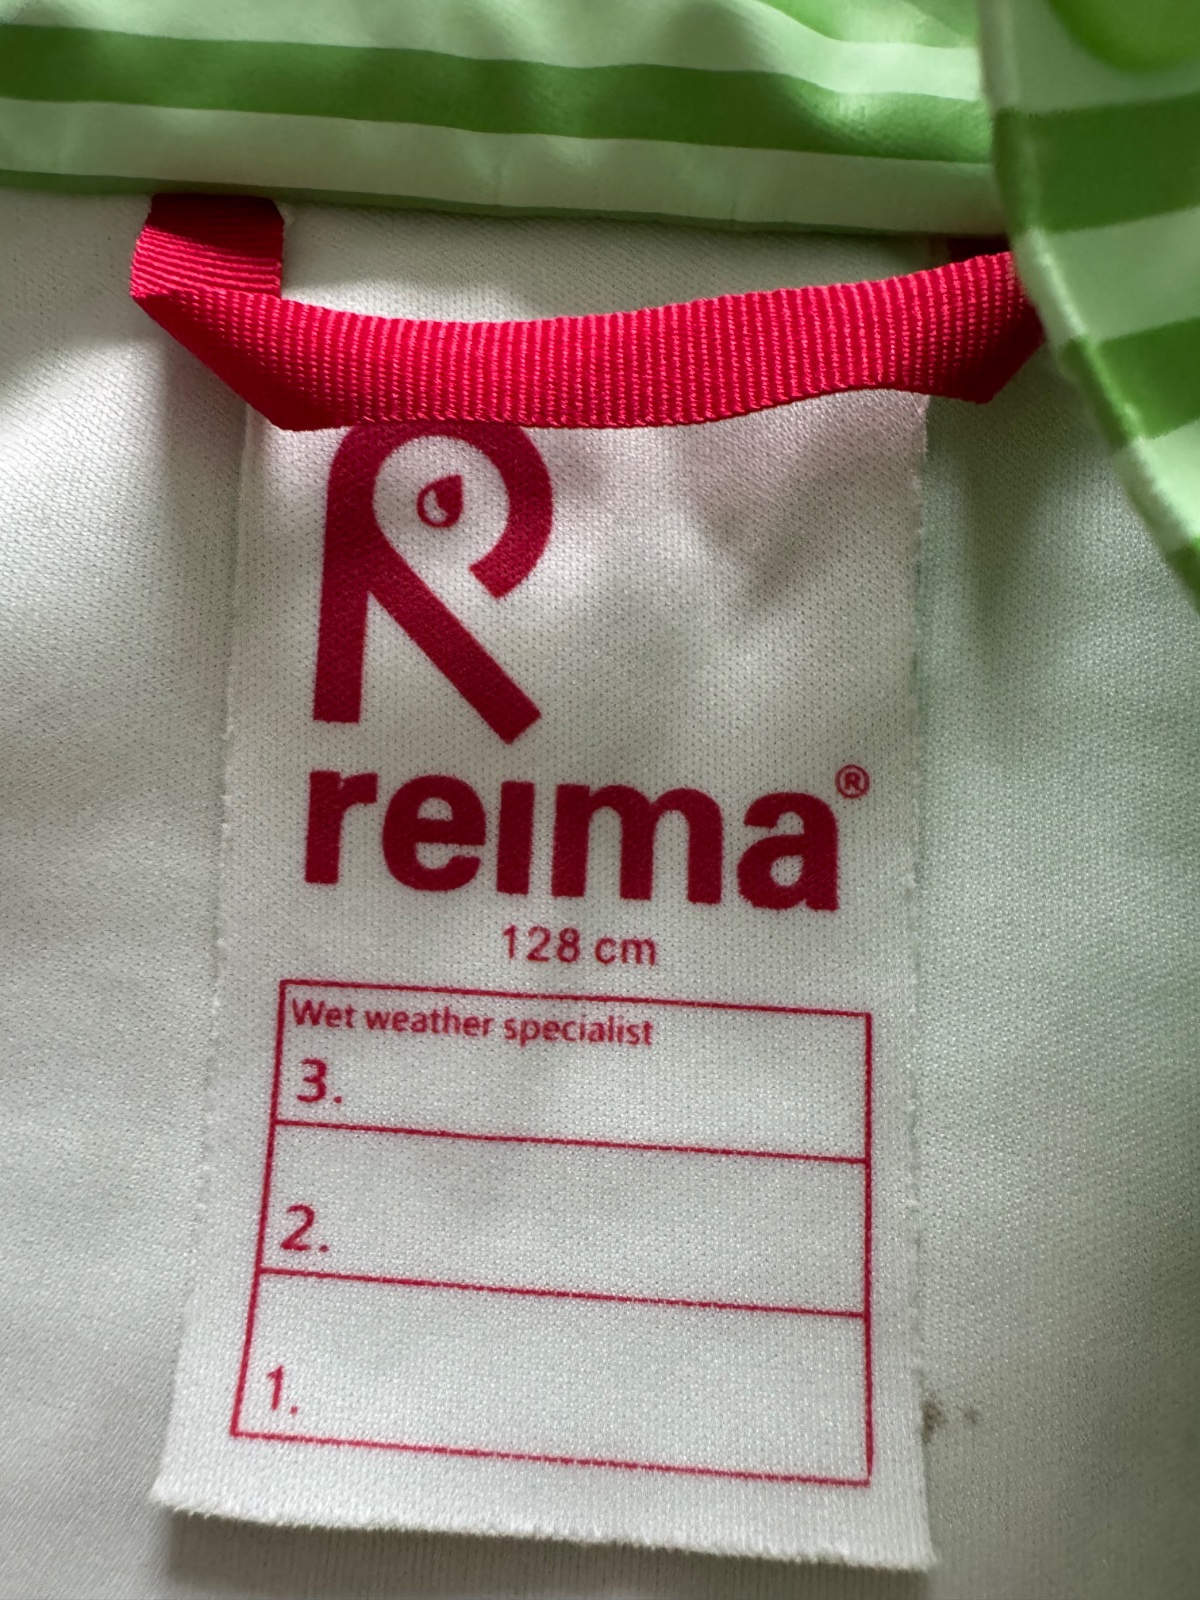 reima®
128 cm
Wet weather specialist
3.
2.
1.